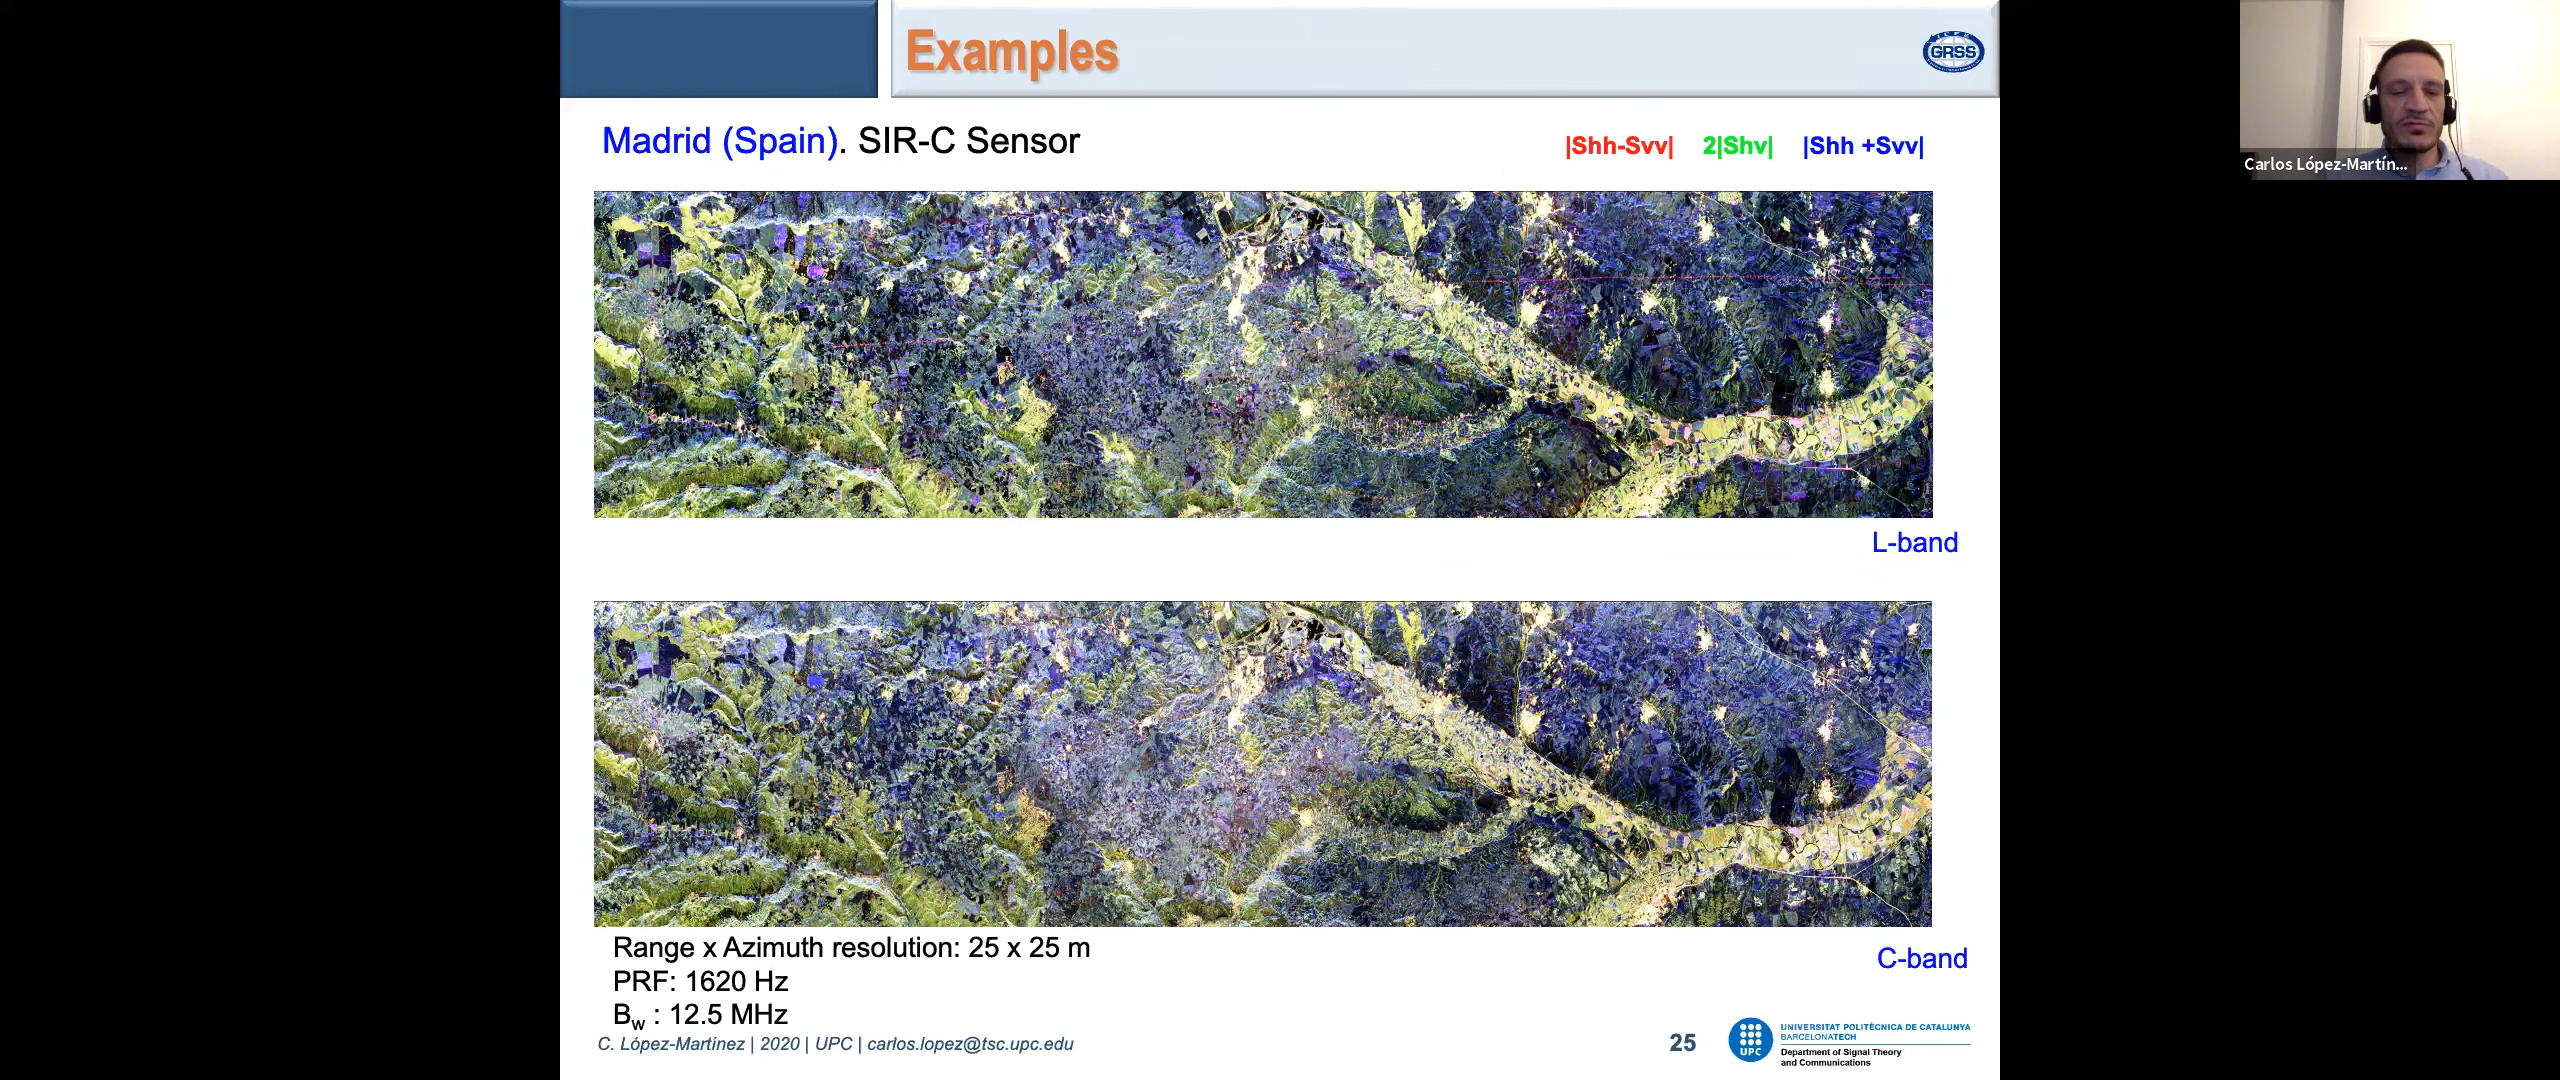 Examples
GRSS
Madrid (Spain). SIR-C Sensor
|Shh-Svv| 2|Shv| |Shh +Svv|
Carlos López-Martín...
L-band
C-band
Range x Azimuth resolution: 25 x 25 m
PRF: 1620 Hz
Bw : 12.5 MHz
C. López-Martínez | 2020 | UPC | carlos.lopez@tsc.upc.edu
25
UPC
UNIVERSITAT POLITÈCNICA DE CATALUNYA
BARCELONATECH
Department of Signal Theory
and Communications